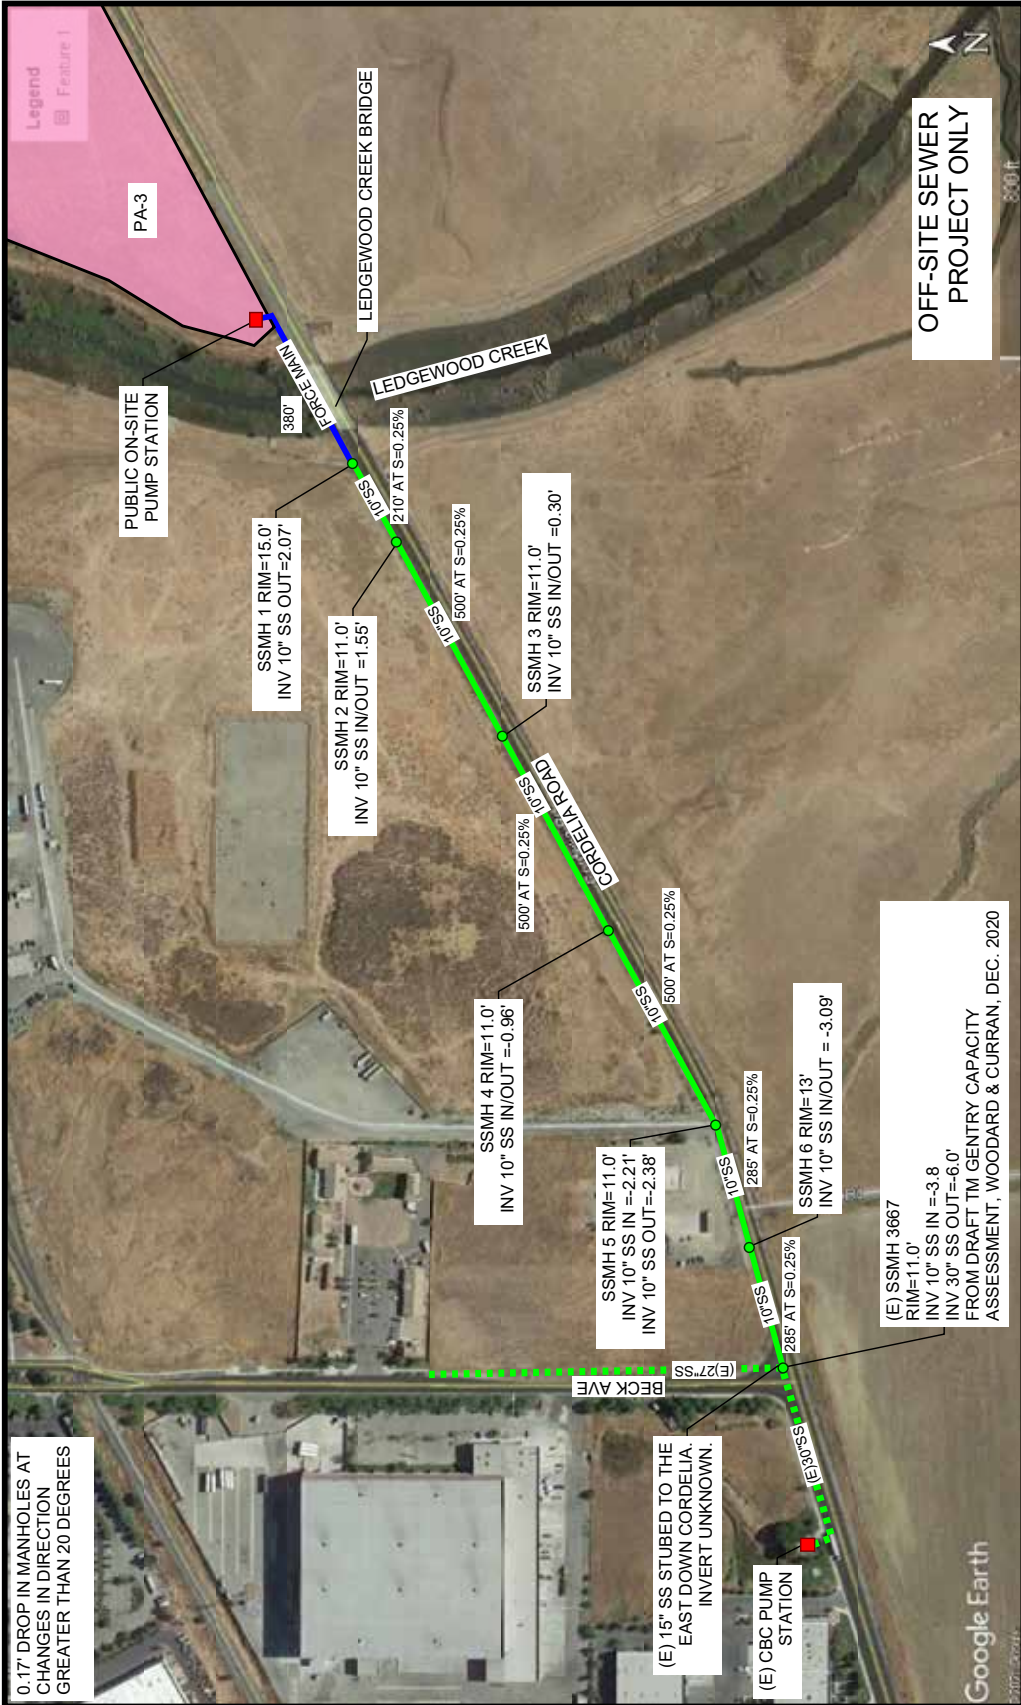 0.17' DROP IN MANHOLES AT
CHANGES IN DIRECTION
GREATER THAN 20 DEGREES
Legend
Feature 1
PA-3
PUBLIC ON-SITE
PUMP STATION
FORCE MAIN
380'
LEDGEWOOD CREEK BRIDGE
LEDGEWOOD CREEK
SSMH 1 RIM=15.0'
INV 10" SS OUT=2.07'
10"SS
210' AT S=0.25%
SSMH 2 RIM=11.0'
INV 10" SS IN/OUT =1.55'
10"SS
500' AT S=0.25%
SSMH 3 RIM=11.0'
INV 10" SS IN/OUT =0.30'
10"SS
CORDELIA ROAD
500' AT S=0.25%
SSMH 4 RIM=11.0'
INV 10" SS IN/OUT =-0.96'
10"SS
500' AT S=0.25%
SSMH 5 RIM=11.0'
INV 10" SS IN =-2.21'
INV 10" SS OUT=-2.38'
10"SS
285' AT S=0.25%
SSMH 6 RIM=13'
INV 10" SS IN/OUT = -3.09'
10"SS
285' AT S=0.25%
(E)27"SS
BECK AVE
(E) 15" SS STUBED TO THE
EAST DOWN CORDELIA.
INVERT UNKNOWN.
(E) SSMH 3667
RIM=11.0'
INV 10" SS IN =-3.8
INV 30" SS OUT=-6.0'
FROM DRAFT TM GENTRY CAPACITY
ASSESSMENT, WOODARD & CURRAN, DEC. 2020
(E)30"SS
(E) CBC PUMP
STATION
OFF-SITE SEWER
PROJECT ONLY
N
800 ft
Google Earth